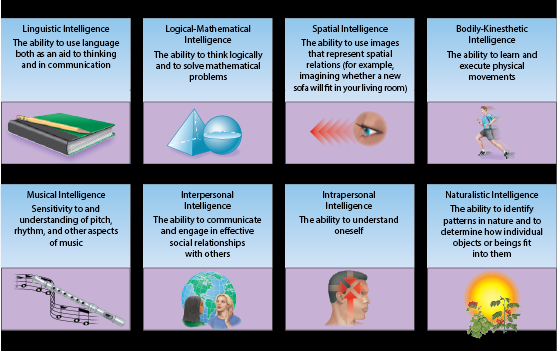 Linguistic Intelligence
The ability to use language
both as an aid to thinking
and in communication
Logical-Mathematical
Intelligence
The ability to think logically
and to solve mathematical
problems
Spatial Intelligence
The ability to use images
that represent spatial
relations (for example,
imagining whether a new
sofa will fit in your living room)
Bodily-Kinesthetic
Intelligence
The ability to learn and
execute physical
movements
Musical Intelligence
Sensitivity to and
understanding of pitch,
rhythm, and other aspects
of music
Interpersonal
Intelligence
The ability to communicate
and engage in effective
social relationships
with others
Intrapersonal
Intelligence
The ability to understand
oneself
Naturalistic Intelligence
The ability to identify
patterns in nature and to
determine how individual
objects or beings fit
into them